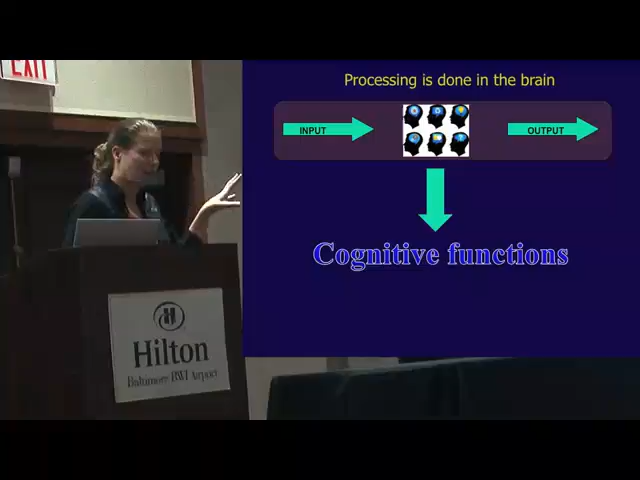 EXIT
Processing is done in the brain
INPUT
OUTPUT
Cognitive functions
H
Hilton
Baltimore BWI Airport